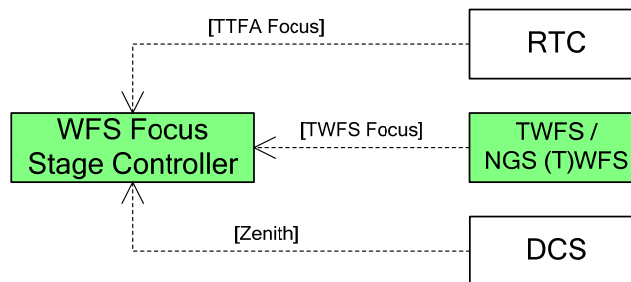 [TTFA Focus]
RTC
WFS Focus
Stage Controller
[TWFS Focus]
TWFS /
NGS (T)WFS
[Zenith]
DCS